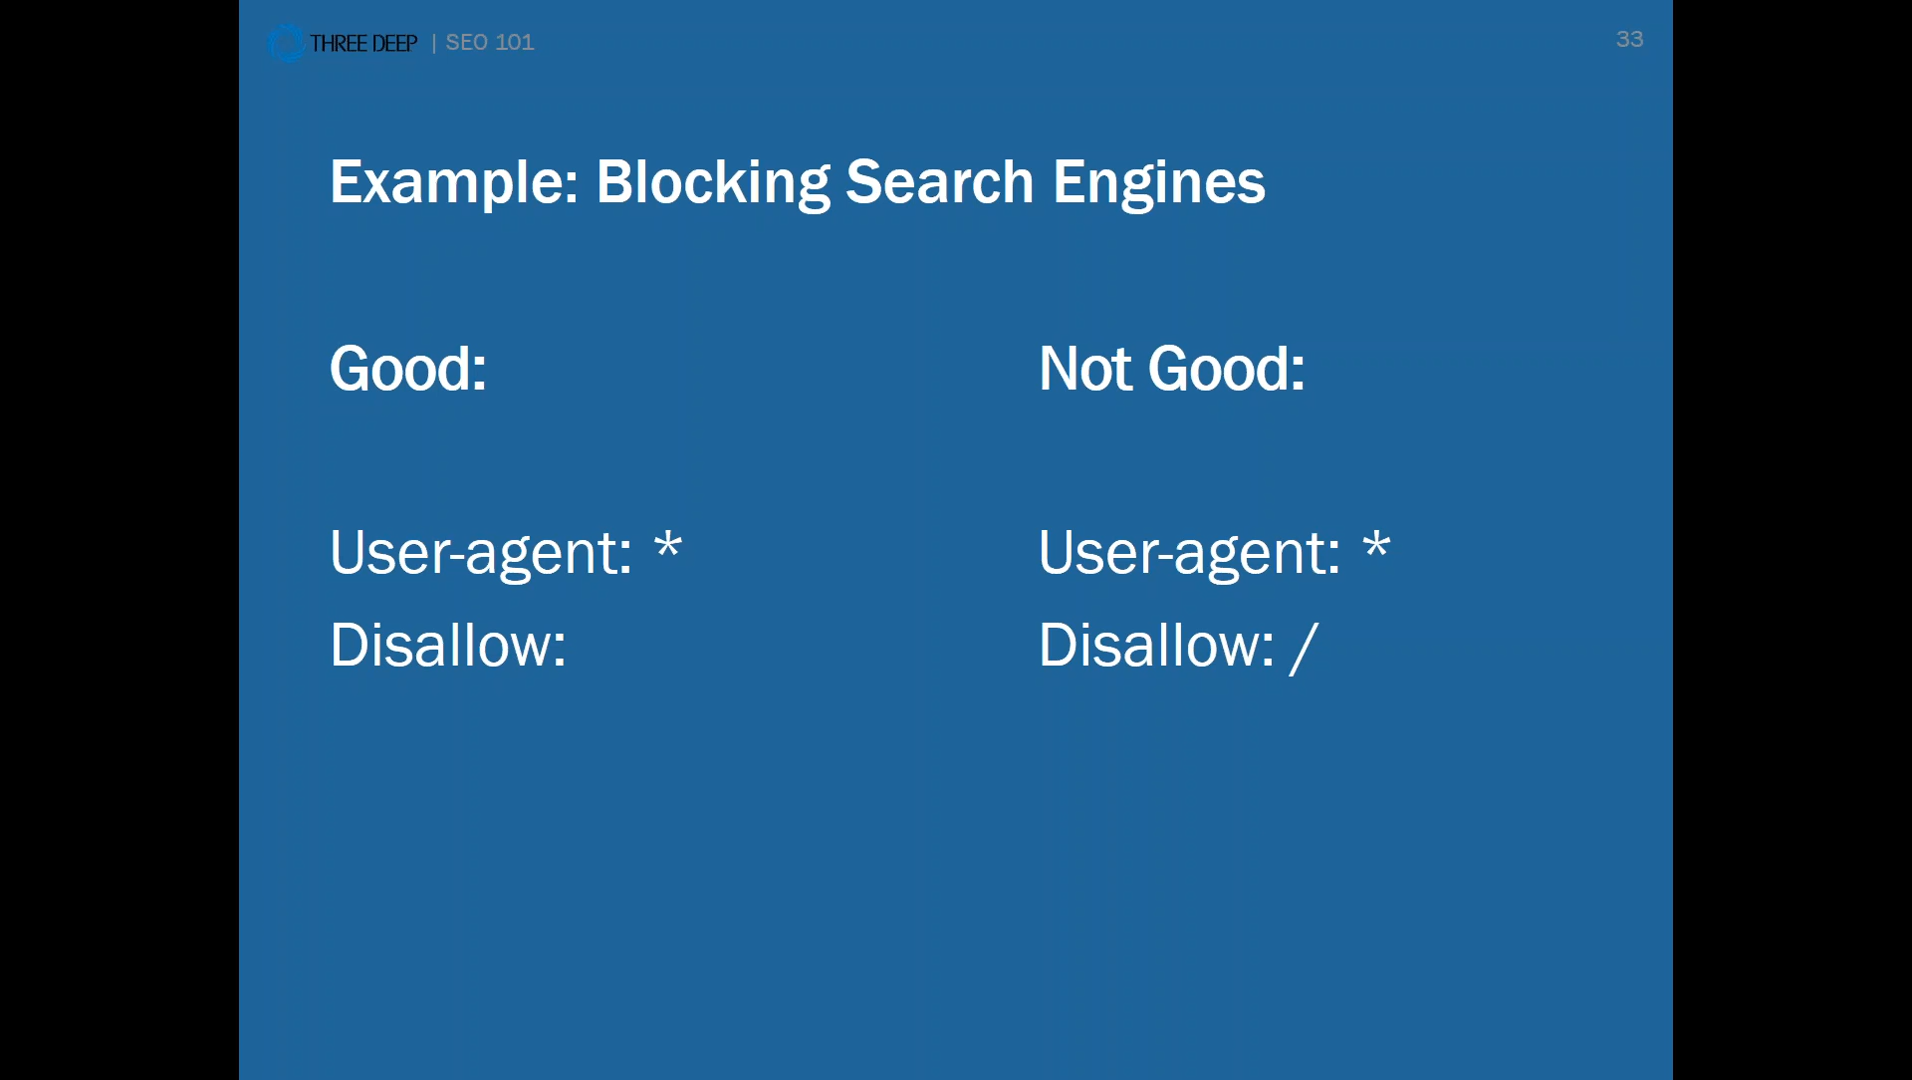 THREE DEEP | SEO 101
33
Example: Blocking Search Engines
Good:
User-agent: *
Disallow:
Not Good:
User-agent: *
Disallow: /